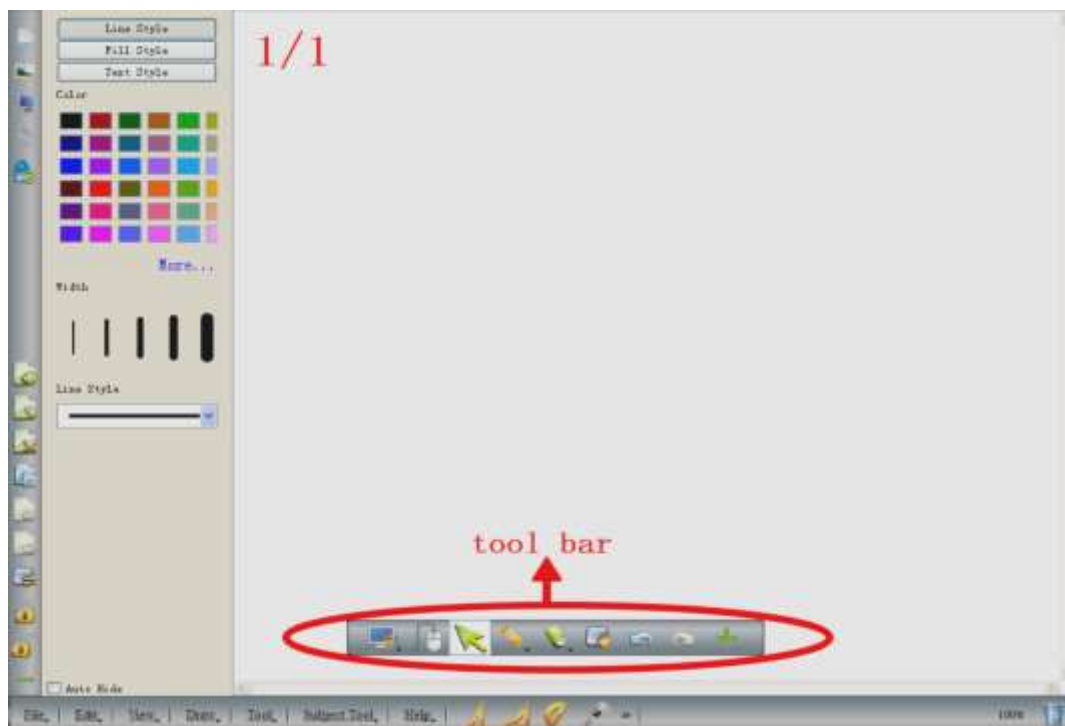 Line Style
Fill Style
Text Style
Color
More...
Width
Line Style
1/1
tool bar
Auto Hide
File, Edit, View, Draw, Tool, Subject Tool, Help,
100%